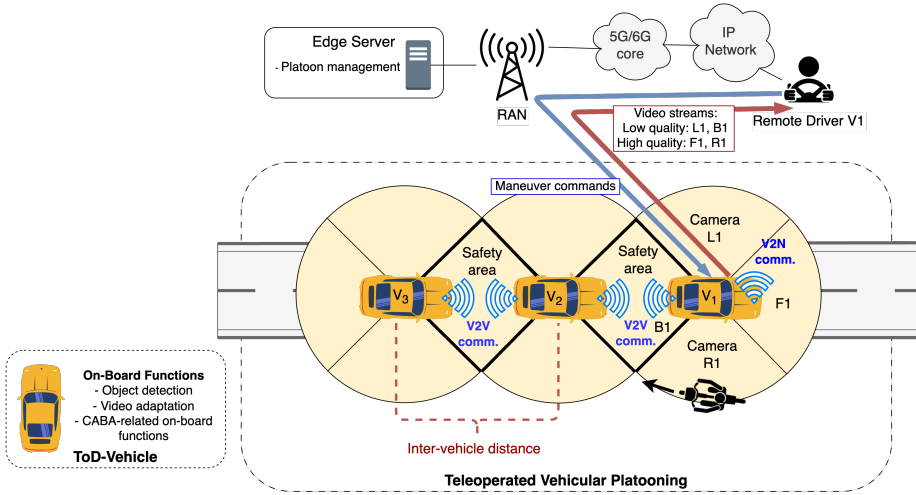 Edge Server
- Platoon management
RAN
5G/6G
core
IP
Network
Remote Driver V1
Video streams:
Low quality: L1, B1
High quality: F1, R1
Maneuver commands
Camera
L1
V2N
comm.
Safety
area
Safety
area
V3
V2
V1
F1
V2V
comm.
V2V
comm.
B1
Camera
R1
Inter-vehicle distance
On-Board Functions
- Object detection
- Video adaptation
- CABA-related on-board
functions
ToD-Vehicle
Teleoperated Vehicular Platooning